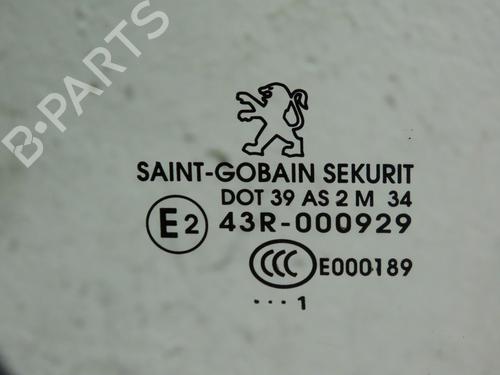 B-PARTS
SAINT-GOBAIN SEKURIT
DOT 39 AS 2 M 34
E2 43R-000929
CCC E000189
... 1